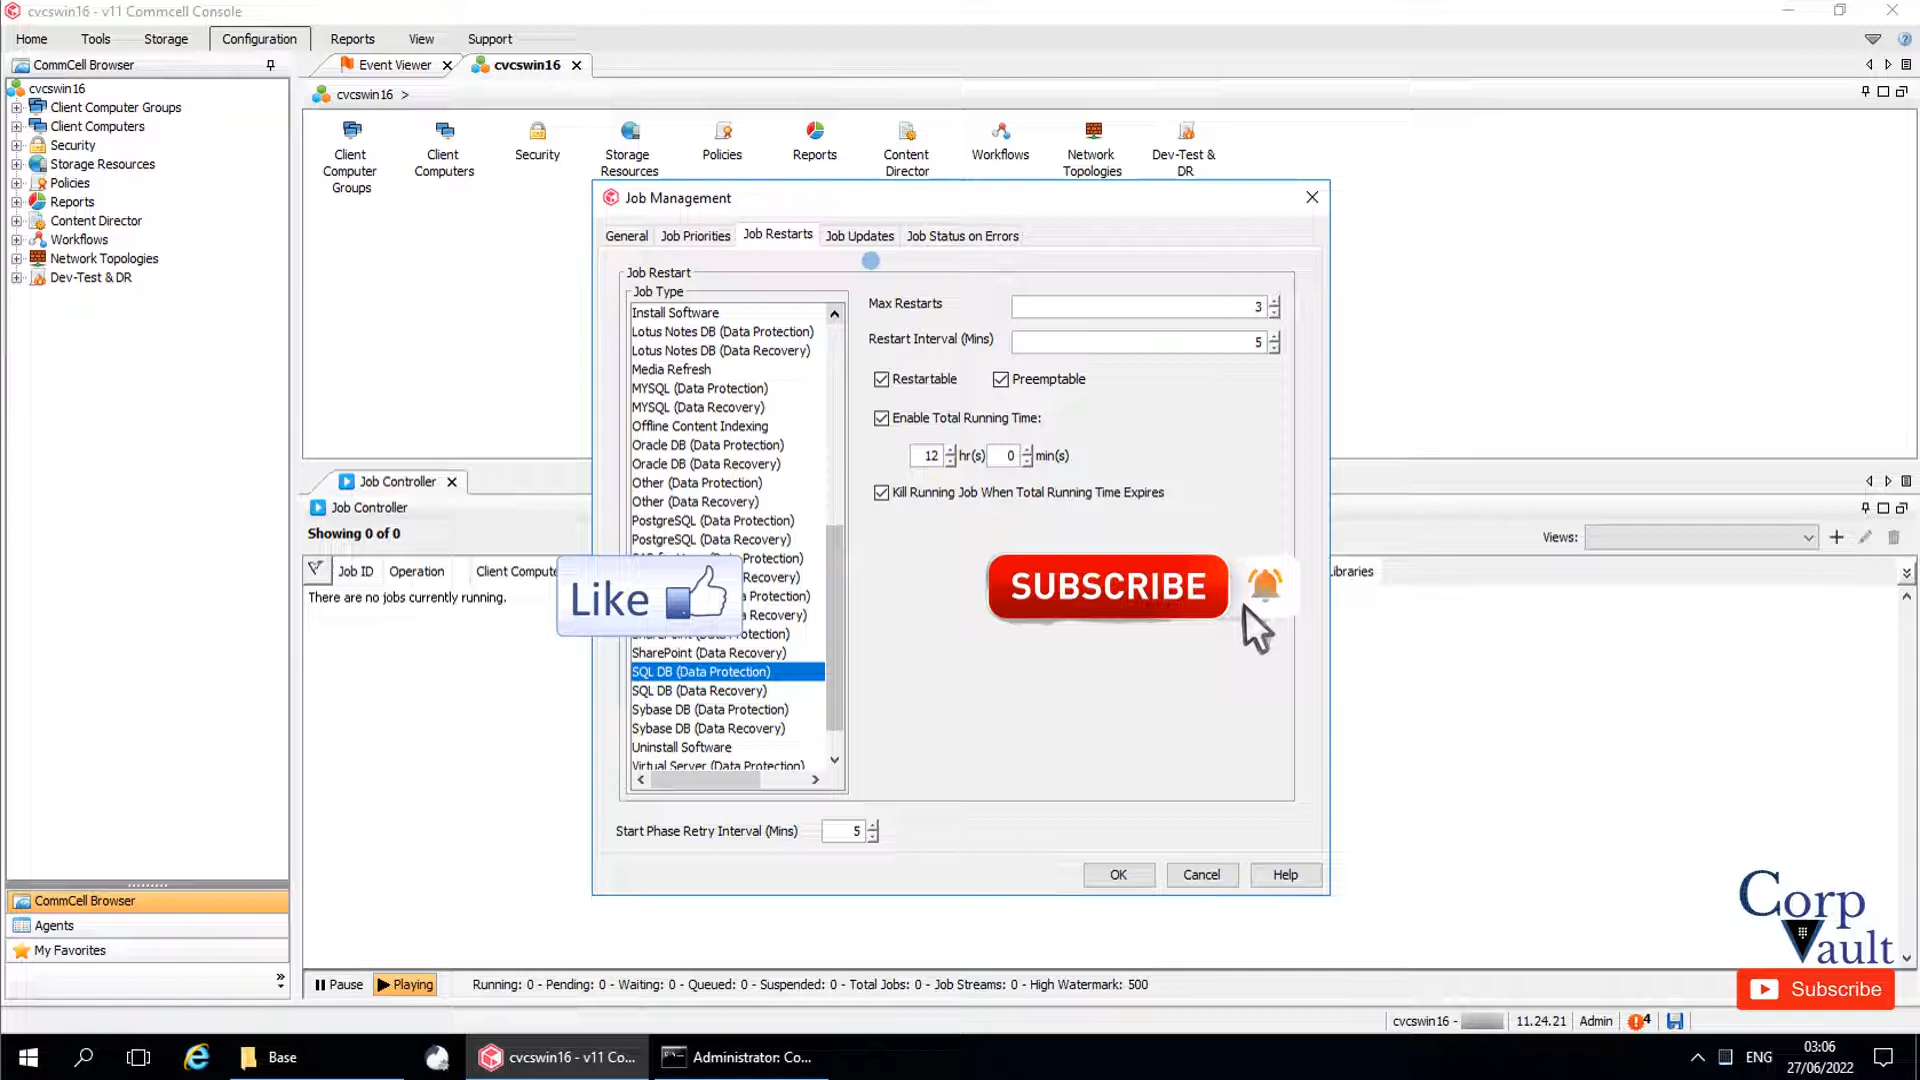 cvcswin16 - v11 Commcell Console
Home Tools Storage Configuration Reports View Support
CommCell Browser
Event Viewer
cvcswin16
cvcswin16
Client Computer Groups
Client Computers
Security
Storage Resources
Policies
Reports
Content Director
Workflows
Network Topologies
Dev-Test & DR
cvcswin16 >
Client Computer Groups
Client Computers
Security
Storage Resources
Policies
Reports
Content Director
Workflows
Network Topologies
Dev-Test & DR
Job Management
General Job Priorities Job Restarts Job Updates Job Status on Errors
Job Restart
Job Type
Install Software
Lotus Notes DB (Data Protection)
Lotus Notes DB (Data Recovery)
Media Refresh
MYSQL (Data Protection)
MYSQL (Data Recovery)
Offline Content Indexing
Oracle DB (Data Protection)
Oracle DB (Data Recovery)
Other (Data Protection)
Other (Data Recovery)
PostgreSQL (Data Protection)
PostgreSQL (Data Recovery)
Data Protection)
Recovery)
a Protection)
Recovery)
SharePoint (Data Protection)
SharePoint (Data Recovery)
SQL DB (Data Protection)
SQL DB (Data Recovery)
Sybase DB (Data Protection)
Sybase DB (Data Recovery)
Uninstall Software
Virtual Server (Data Protection)
Max Restarts 3
Restart Interval (Mins) 5
Restartable Preemptable
Enable Total Running Time:
12 hr(s) 0 min(s)
Kill Running Job When Total Running Time Expires
Like
SUBSCRIBE
Start Phase Retry Interval (Mins) 5
OK Cancel Help
Job Controller
Job Controller
Showing 0 of 0
Views:
Job ID Operation Client Compute
Libraries
There are no jobs currently running.
CommCell Browser
Agents
My Favorites
Pause Playing Running: 0 - Pending: 0 - Waiting: 0 - Queued: 0 - Suspended: 0 - Total Jobs: 0 - Job Streams: 0 - High Watermark: 500
Corp
Vault
Subscribe
cvcswin16 - 11.24.21 Admin 4
Base
cvcswin16 - v11 Co...
Administrator: Co...
ENG
03:06
27/06/2022